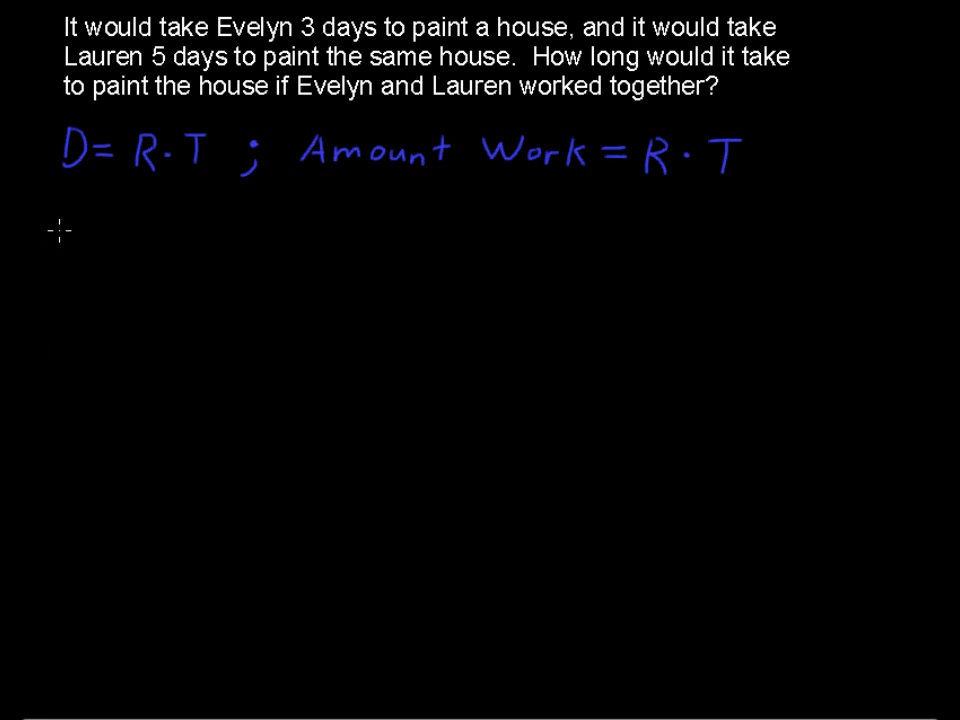 It would take Evelyn 3 days to paint a house, and it would take
Lauren 5 days to paint the same house.  How long would it take
to paint the house if Evelyn and Lauren worked together?
D = R · T ; Amount Work = R · T